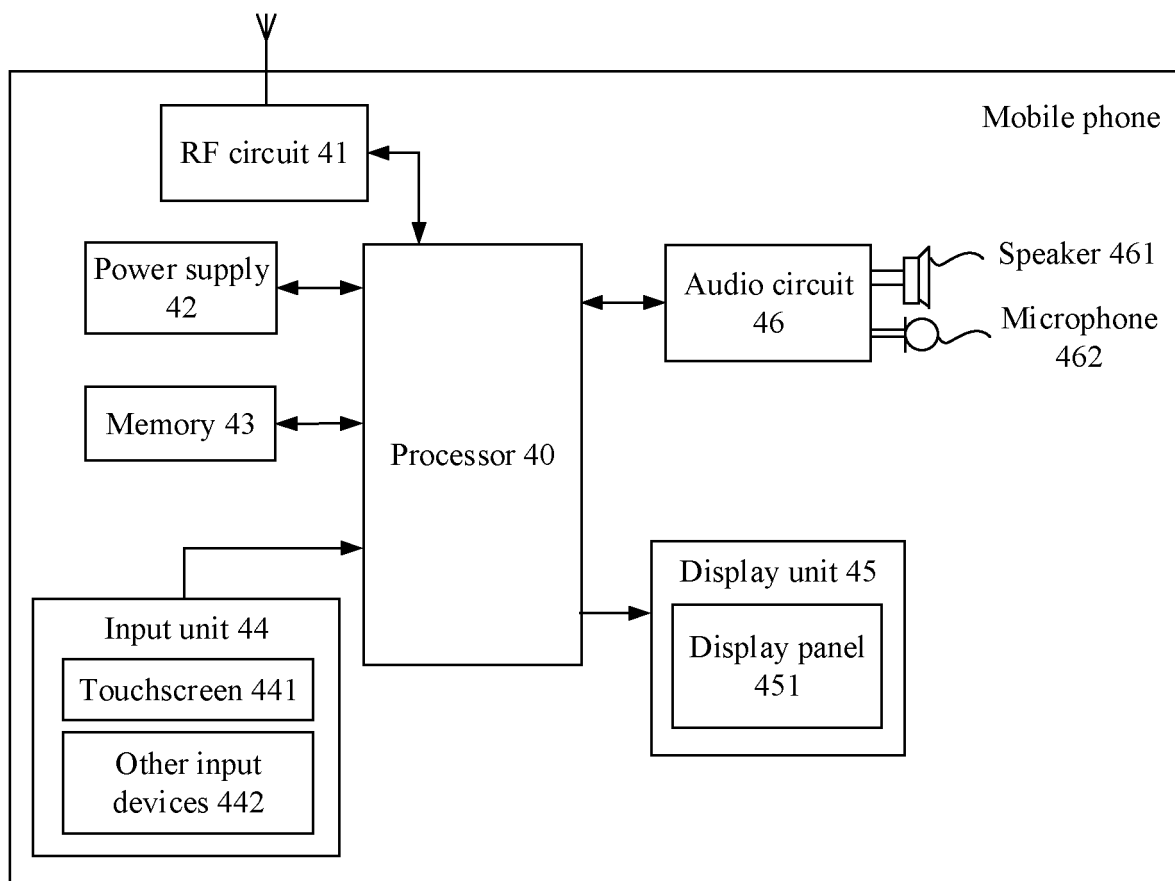 Mobile phone
RF circuit 41
Power supply
42
Audio circuit
46
Speaker 461
Microphone
462
Memory 43
Processor 40
Input unit 44
Touchscreen 441
Other input
devices 442
Display unit 45
Display panel
451